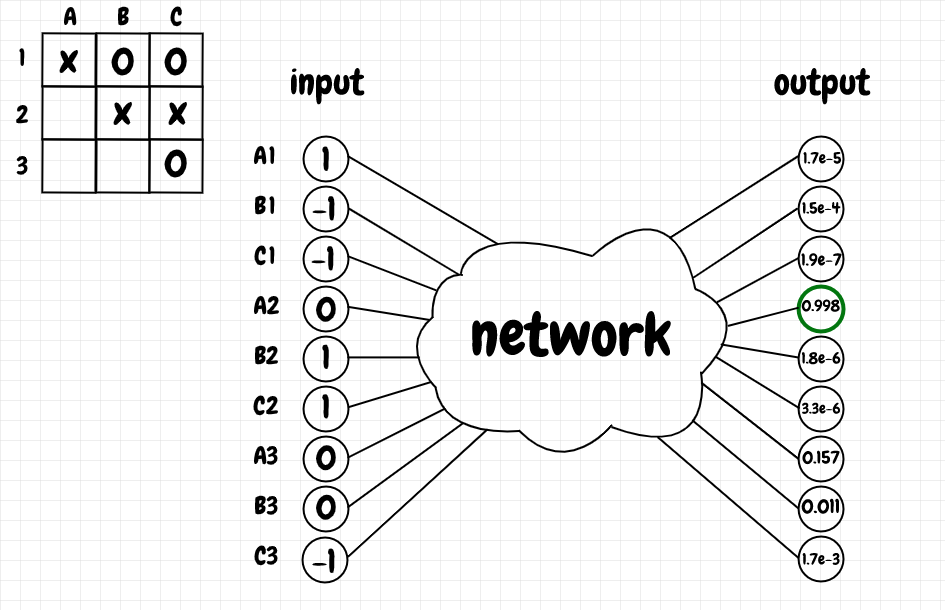 A B C
1 X O O
2 X X
3 O
input
output
A1 1 1.7e-5
B1 -1 1.5e-4
C1 -1 1.9e-7
A2 0 0.998
B2 1 1.8e-6
network
C2 1 3.3e-6
A3 0 0.157
B3 0 0.011
C3 -1 1.7e-3